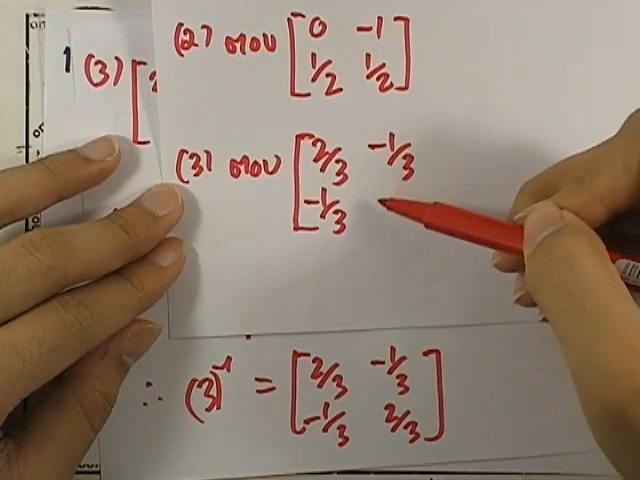 (2) ตอบ [0 -1
1/2 1/2]
(3) [2
(3) ตอบ [2/3 -1/3
-1/3
∴ (3)⁻¹ = [2/3 -1/3
-1/3 2/3]